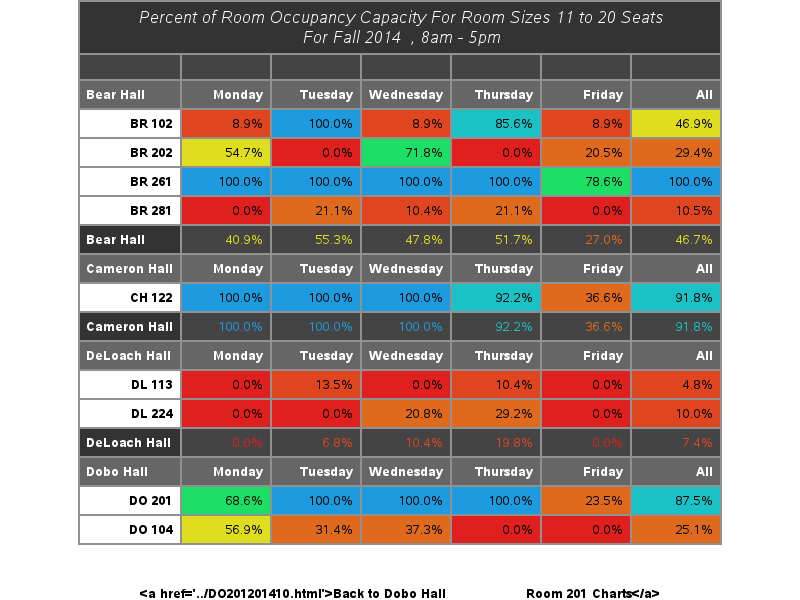 Percent of Room Occupancy Capacity For Room Sizes 11 to 20 Seats
For Fall 2014 , 8am - 5pm
Bear Hall Monday Tuesday Wednesday Thursday Friday All
BR 102 8.9% 100.0% 8.9% 85.6% 8.9% 46.9%
BR 202 54.7% 0.0% 71.8% 0.0% 20.5% 29.4%
BR 261 100.0% 100.0% 100.0% 100.0% 78.6% 100.0%
BR 281 0.0% 21.1% 10.4% 21.1% 0.0% 10.5%
Bear Hall 40.9% 55.3% 47.8% 51.7% 27.0% 46.7%
Cameron Hall Monday Tuesday Wednesday Thursday Friday All
CH 122 100.0% 100.0% 100.0% 92.2% 36.6% 91.8%
Cameron Hall 100.0% 100.0% 100.0% 92.2% 36.6% 91.8%
DeLoach Hall Monday Tuesday Wednesday Thursday Friday All
DL 113 0.0% 13.5% 0.0% 10.4% 0.0% 4.8%
DL 224 0.0% 0.0% 20.8% 29.2% 0.0% 10.0%
DeLoach Hall 0.0% 6.8% 10.4% 19.8% 0.0% 7.4%
Dobo Hall Monday Tuesday Wednesday Thursday Friday All
DO 201 68.6% 100.0% 100.0% 100.0% 23.5% 87.5%
DO 104 56.9% 31.4% 37.3% 0.0% 0.0% 25.1%
<a href='../DO201201410.html'>Back to Dobo Hall Room 201 Charts</a>